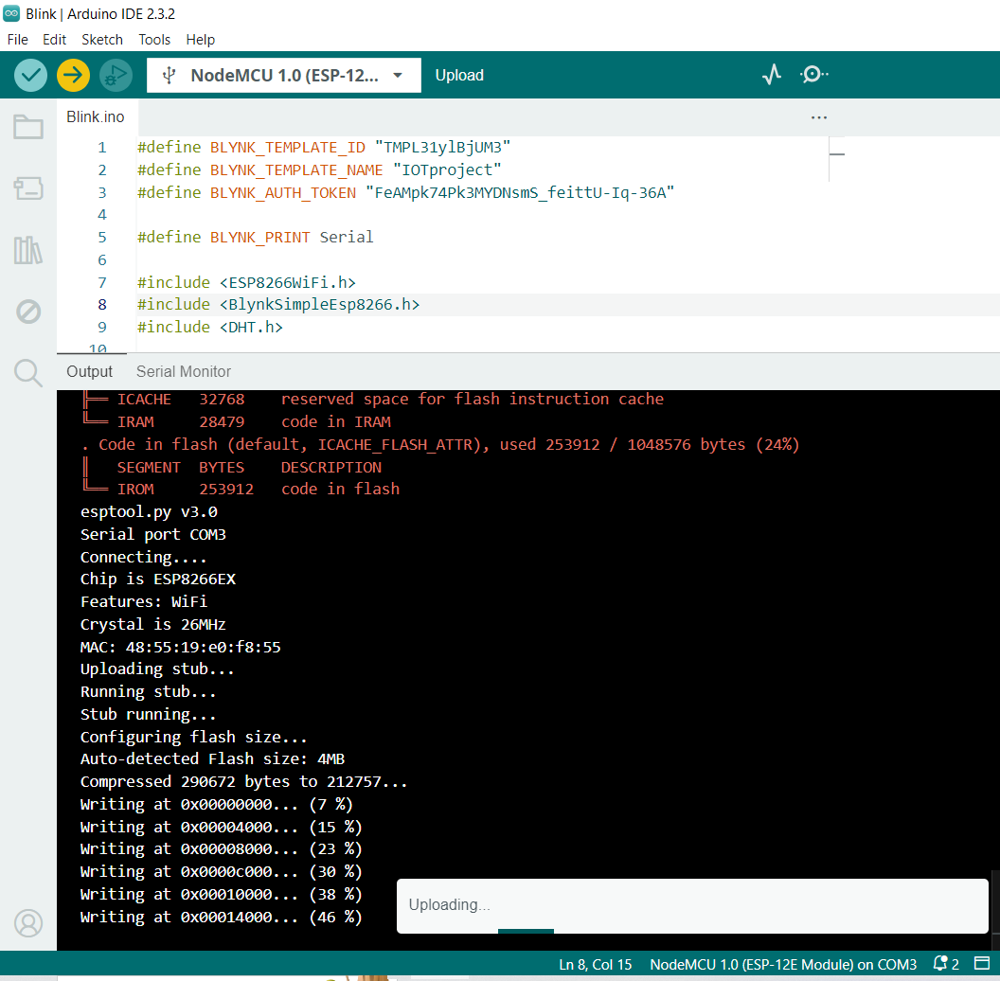 Blink | Arduino IDE 2.3.2
File Edit Sketch Tools Help
NodeMCU 1.0 (ESP-12... Upload
Blink.ino ...
1 #define BLYNK_TEMPLATE_ID "TMPL31ylBjUM3"
2 #define BLYNK_TEMPLATE_NAME "IOTproject"
3 #define BLYNK_AUTH_TOKEN "FeAMpk74Pk3MYDNsmS_feittU-Iq-36A"
4
5 #define BLYNK_PRINT Serial
6
7 #include <ESP8266WiFi.h>
8 #include <BlynkSimpleEsp8266.h>
9 #include <DHT.h>
10
Output Serial Monitor
╠══ ICACHE 32768 reserved space for flash instruction cache
╚══ IRAM 28479 code in IRAM
. Code in flash (default, ICACHE_FLASH_ATTR), used 253912 / 1048576 bytes (24%)
║ SEGMENT BYTES DESCRIPTION
╚══ IROM 253912 code in flash
esptool.py v3.0
Serial port COM3
Connecting....
Chip is ESP8266EX
Features: WiFi
Crystal is 26MHz
MAC: 48:55:19:e0:f8:55
Uploading stub...
Running stub...
Stub running...
Configuring flash size...
Auto-detected Flash size: 4MB
Compressed 290672 bytes to 212757...
Writing at 0x00000000... (7 %)
Writing at 0x00004000... (15 %)
Writing at 0x00008000... (23 %)
Writing at 0x0000c000... (30 %)
Writing at 0x00010000... (38 %)
Writing at 0x00014000... (46 %)
Uploading...
Ln 8, Col 15 NodeMCU 1.0 (ESP-12E Module) on COM3 2